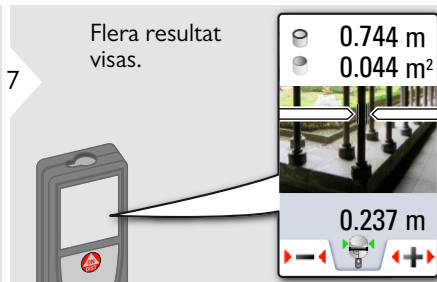 Flera resultat
visas.
7
0.744 m
0.044 m²
0.237 m
ON
DIST